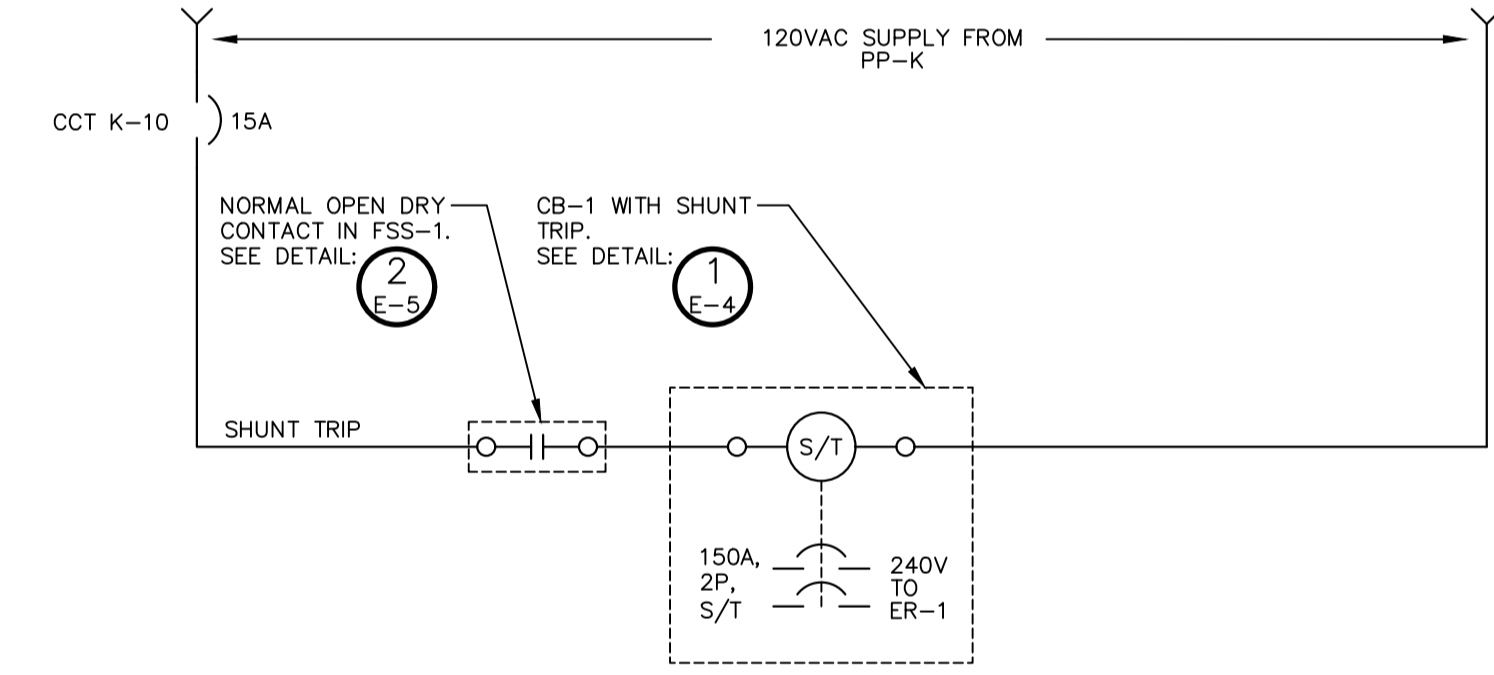 120VAC SUPPLY FROM
PP-K
CCT K-10
15A
NORMAL OPEN DRY
CONTACT IN FSS-1.
SEE DETAIL:
2
E-5
CB-1 WITH SHUNT
TRIP.
SEE DETAIL:
1
E-4
SHUNT TRIP
S/T
150A,
2P,
S/T
240V
TO
ER-1